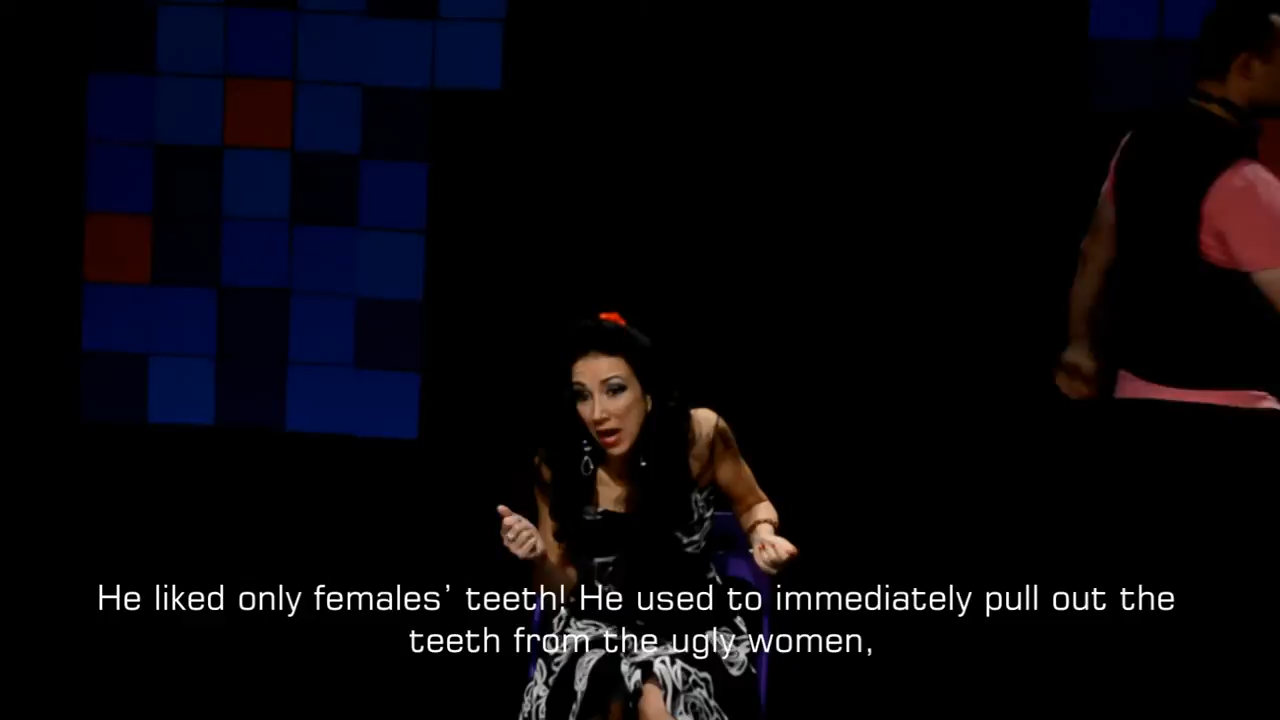 He liked only females’ teeth! He used to immediately pull out the
teeth from the ugly women,